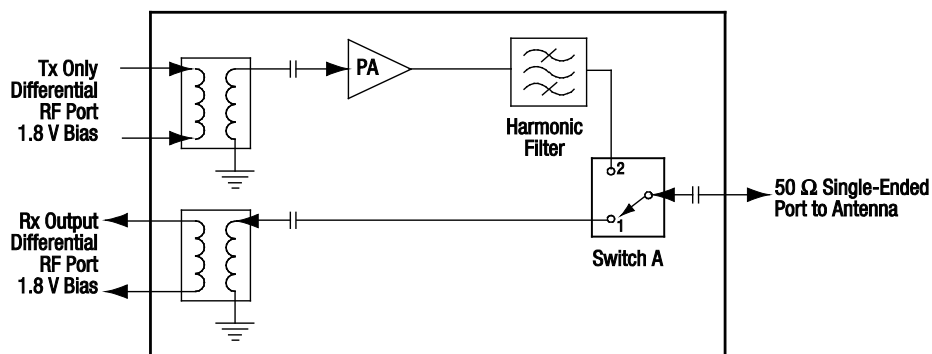 Tx Only
Differential
RF Port
1.8 V Bias
PA
Harmonic
Filter
2
1
Switch A
50 Ω Single-Ended
Port to Antenna
Rx Output
Differential
RF Port
1.8 V Bias